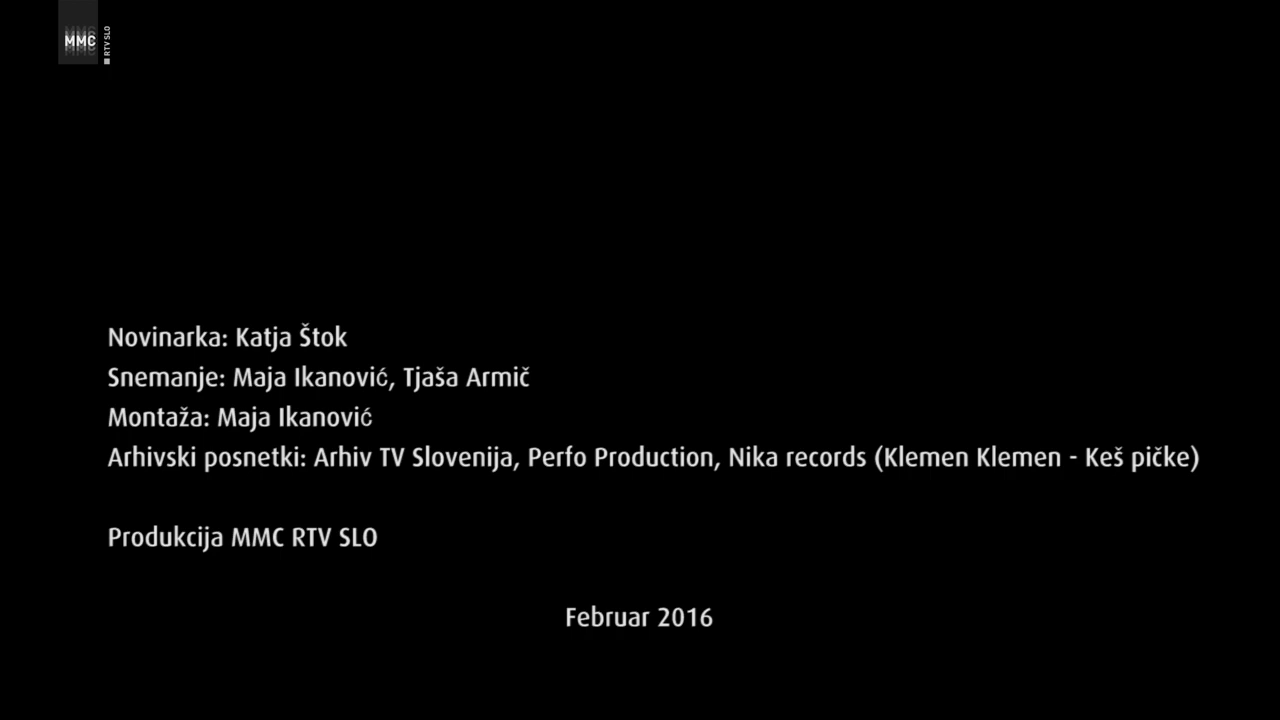 MMC
RTV SLO
Novinarka: Katja Štok
Snemanje: Maja Ikanović, Tjaša Armič
Montaža: Maja Ikanović
Arhivski posnetki: Arhiv TV Slovenija, Perfo Production, Nika records (Klemen Klemen - Keš pičke)
Produkcija MMC RTV SLO
Februar 2016